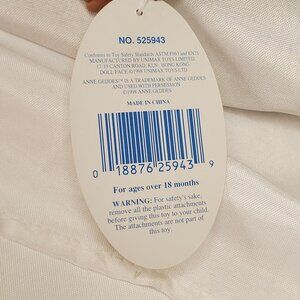 NO. 525943
Conforms to Toy Safety Standards ASTM F963 and EN71
MANUFACTURED BY UNIMAX TOYS LIMITED
CANTON ROAD, KLN. HONG KONG.
DOLL FACE ©1998 UNIMAX TOYS LTD
ANNE GEDDES™ IS A TRADEMARK OF ANNE GEDDES
AND USED WITH PERMISSION
©1998 ANNE GEDDES
MADE IN CHINA
0 18876 25943 9
For ages over 18 months
WARNING: For safety's sake,
remove all the plastic attachments
before giving this toy to your child.
The attachments are not part of
this toy.